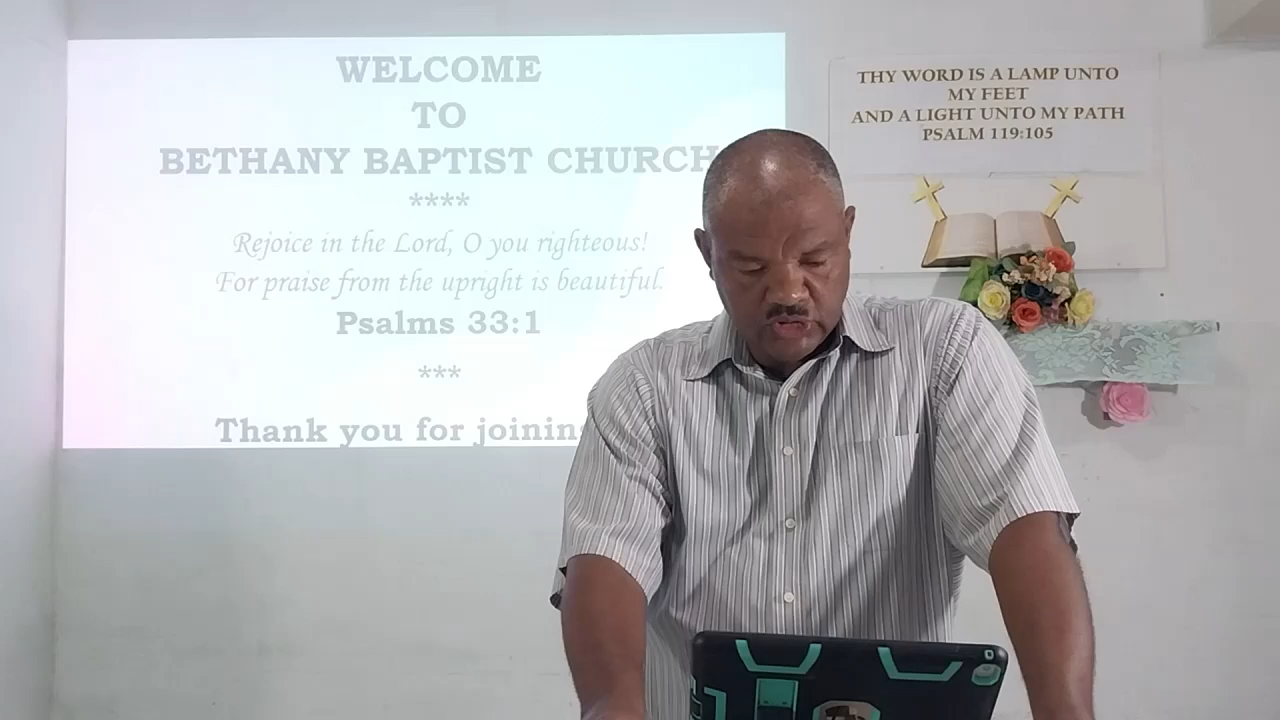 WELCOME
TO
BETHANY BAPTIST CHURCH
****
Rejoice in the Lord, O you righteous!
For praise from the upright is beautiful.
Psalms 33:1
***
Thank you for joining
THY WORD IS A LAMP UNTO
MY FEET
AND A LIGHT UNTO MY PATH
PSALM 119:105